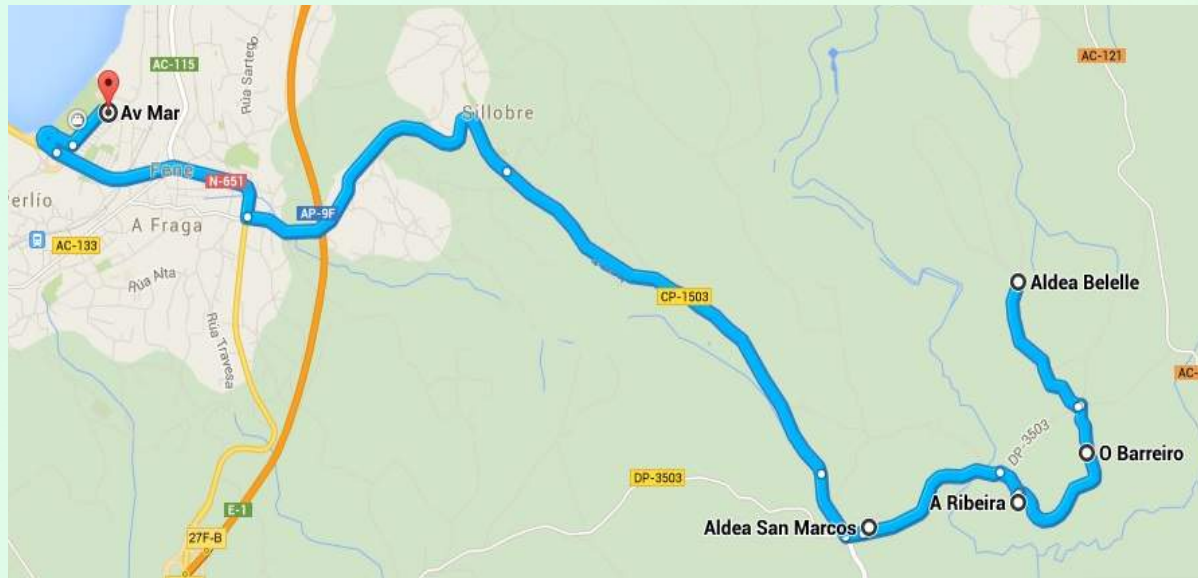 AC-115
Rúa Sartego
AC-121
Av Mar
Sillobre
Fene
N-651
Perlío
A Fraga
AP-9F
AC-133
Rúa Alta
CP-1503
Aldea Belelle
Rúa Travesa
AC-
DP-3503
O Barreiro
DP-3503
A Ribeira
Aldea San Marcos
E-1
27F-B